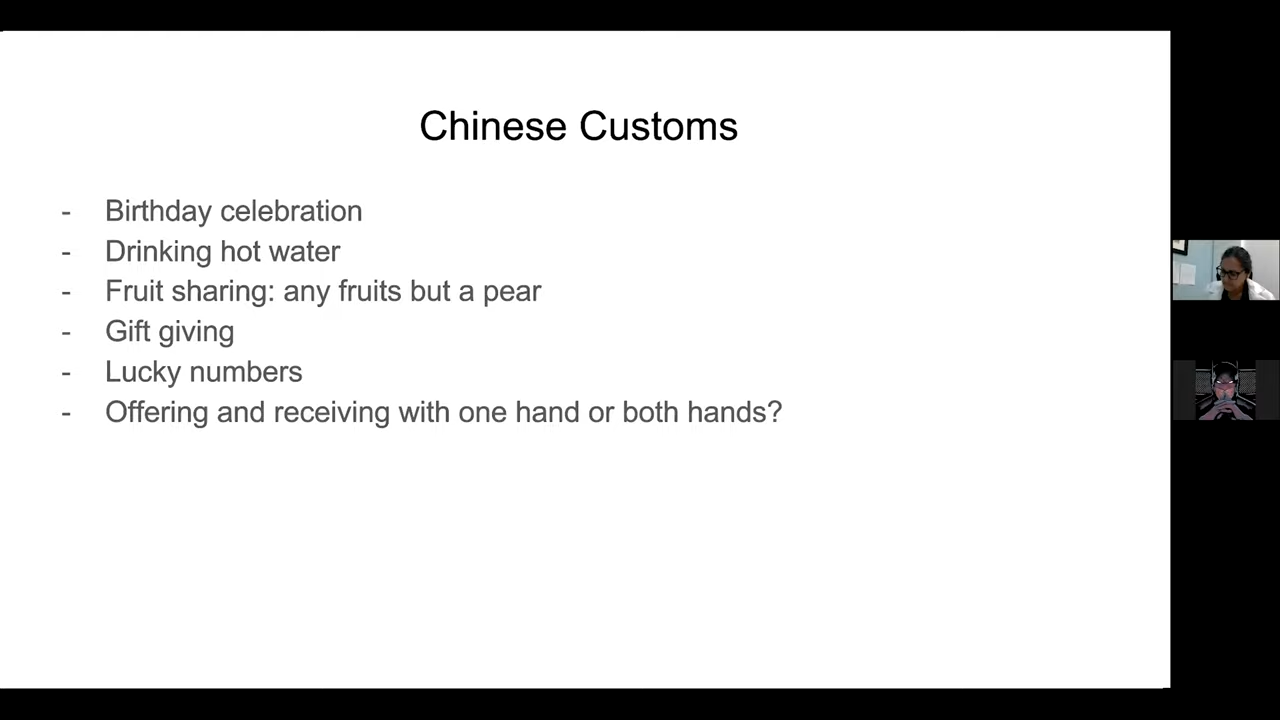 Chinese Customs
- Birthday celebration
- Drinking hot water
- Fruit sharing: any fruits but a pear
- Gift giving
- Lucky numbers
- Offering and receiving with one hand or both hands?